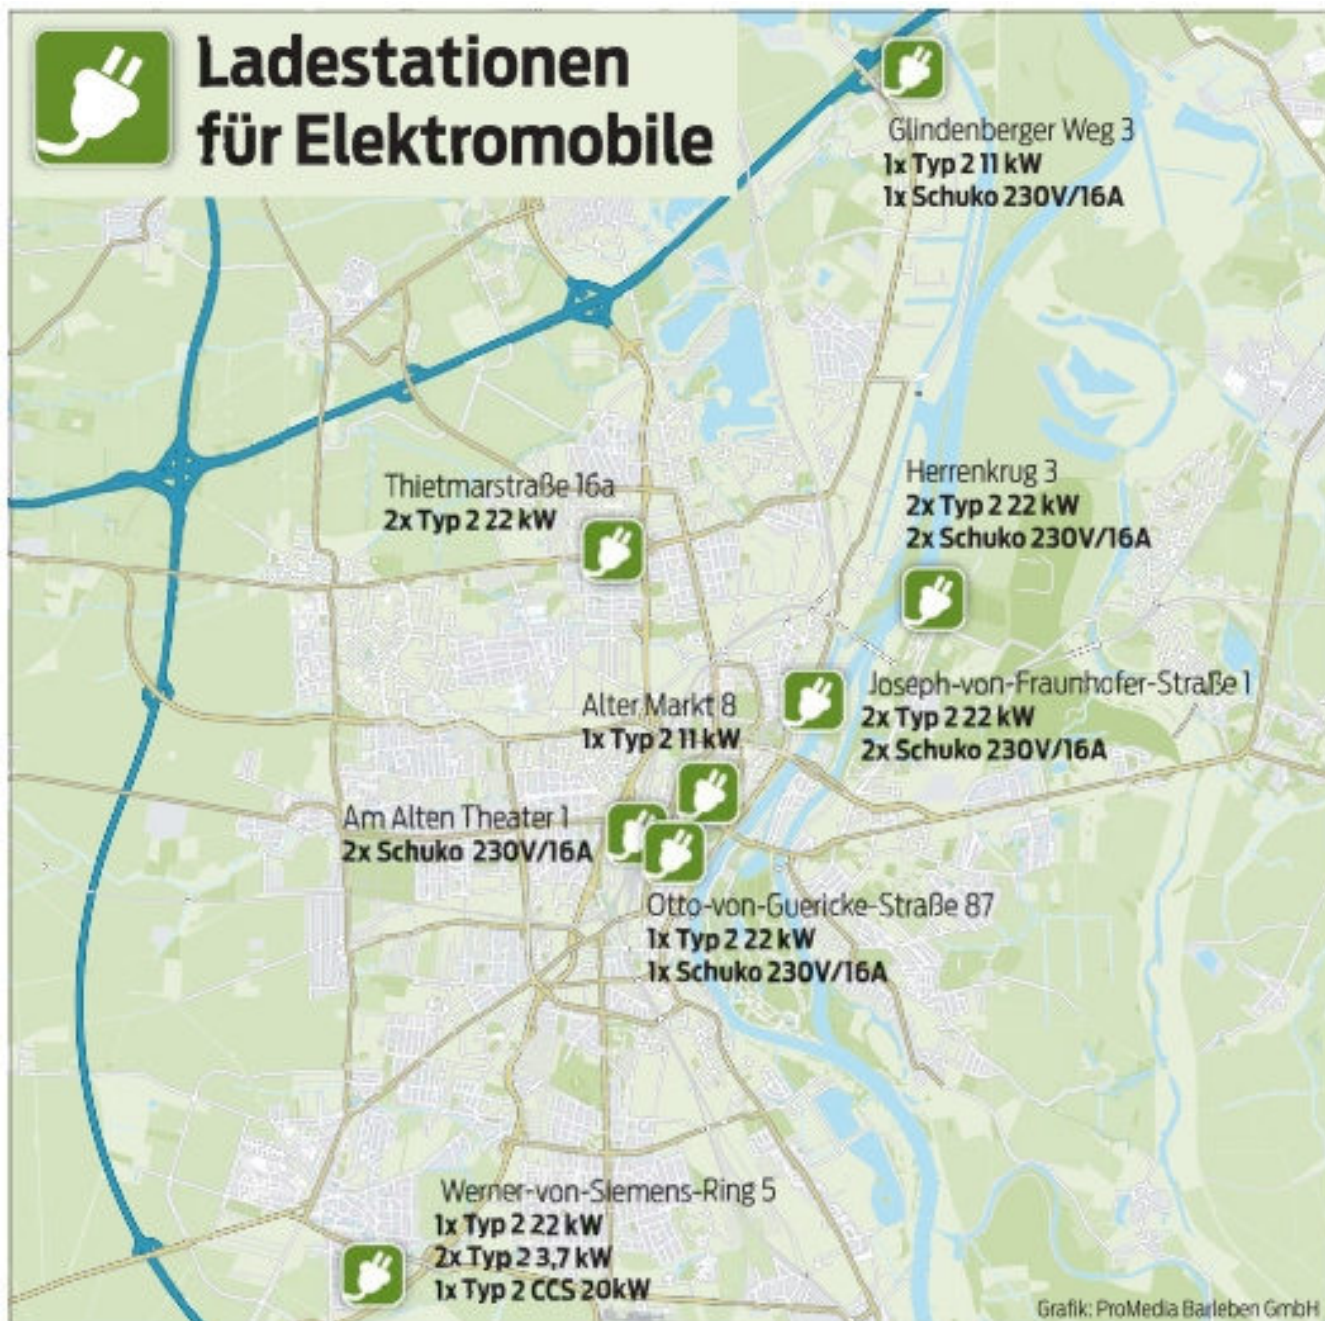 Ladestationen
für Elektromobile
Glindenberger Weg 3
1x Typ 2 11 kW
1x Schuko 230V/16A
Thietmarstraße 16a
2x Typ 2 22 kW
Herrenkrug 3
2x Typ 2 22 kW
2x Schuko 230V/16A
Joseph-von-Fraunhofer-Straße 1
2x Typ 2 22 kW
2x Schuko 230V/16A
Alter Markt 8
1x Typ 2 11 kW
Am Alten Theater 1
2x Schuko 230V/16A
Otto-von-Guericke-Straße 87
1x Typ 2 22 kW
1x Schuko 230V/16A
Werner-von-Siemens-Ring 5
1x Typ 2 22 kW
2x Typ 2 3,7 kW
1x Typ 2 CCS 20kW
Grafik: ProMedia Barleben GmbH